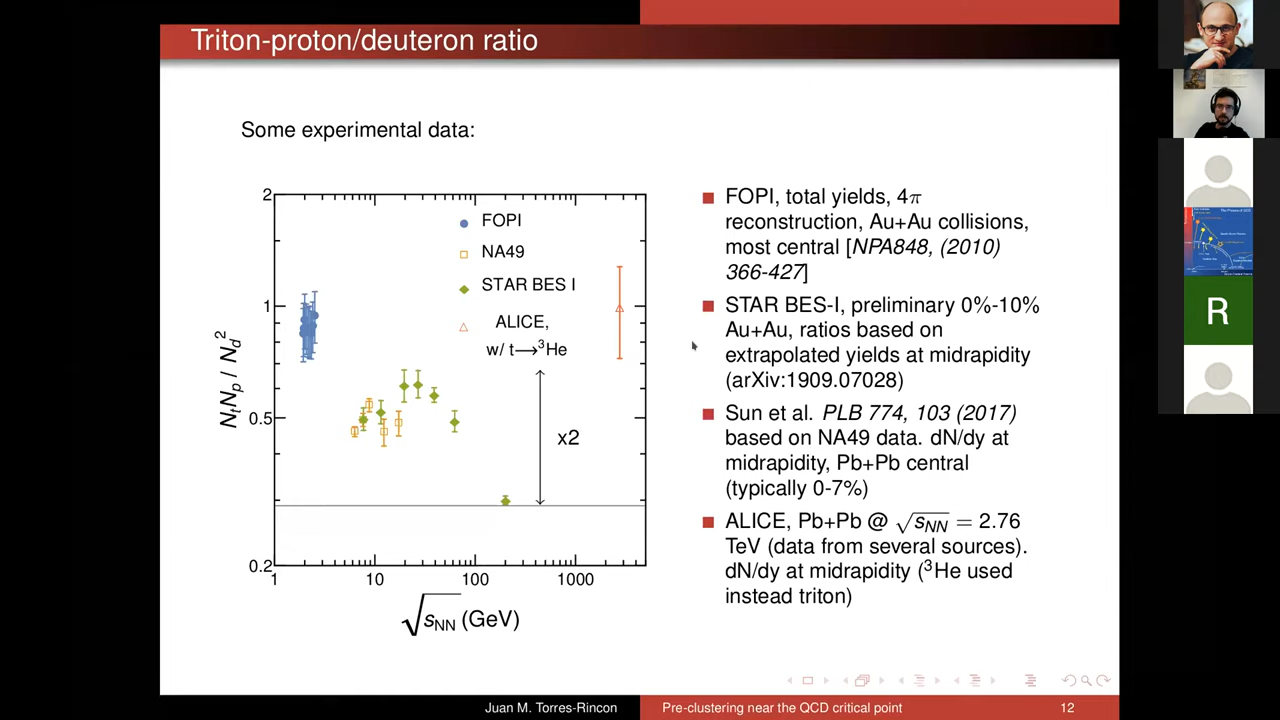 Triton-proton/deuteron ratio
Some experimental data:
N_tN_p / N_d^2
2
1
0.5
0.2
FOPI
NA49
STAR BES I
ALICE,
w/ t⟶³He
x2
1
10
100
1000
√s_NN (GeV)
FOPI, total yields, 4π
reconstruction, Au+Au collisions,
most central [NPA848, (2010)
366-427]
STAR BES-I, preliminary 0%-10%
Au+Au, ratios based on
extrapolated yields at midrapidity
(arXiv:1909.07028)
Sun et al. PLB 774, 103 (2017)
based on NA49 data. dN/dy at
midrapidity, Pb+Pb central
(typically 0-7%)
ALICE, Pb+Pb @ √s_NN = 2.76
TeV (data from several sources).
dN/dy at midrapidity (³He used
instead triton)
Juan M. Torres-Rincon
Pre-clustering near the QCD critical point
12
R